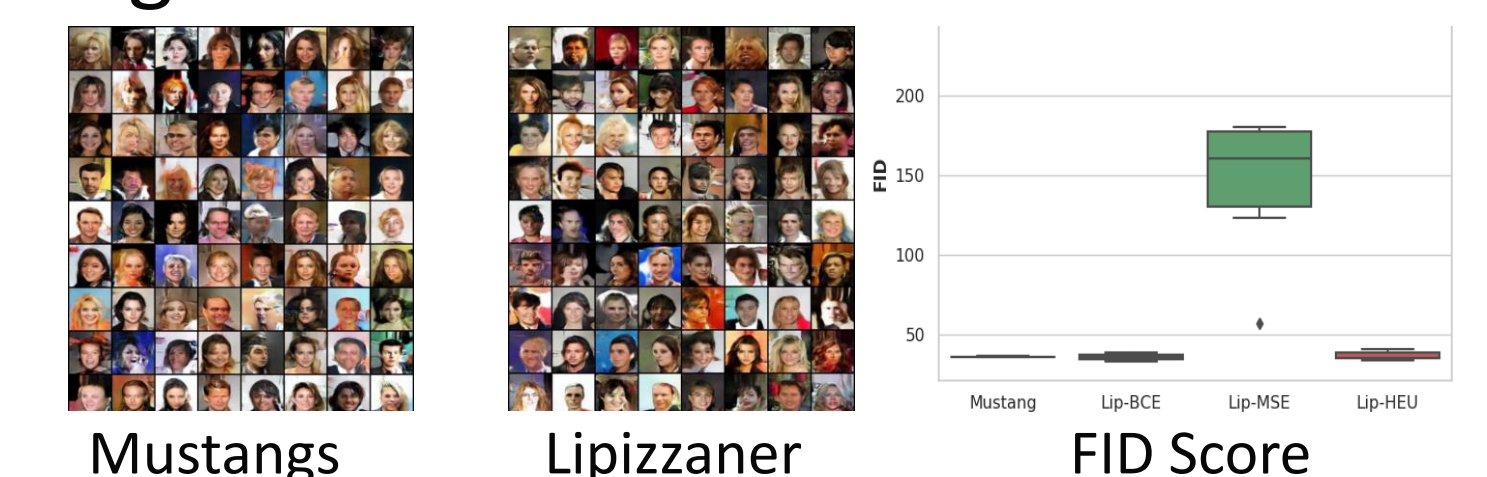 g
Mustangs
Lipizzaner
200
150
100
50
FID
Mustang Lip-BCE Lip-MSE Lip-HEU
FID Score